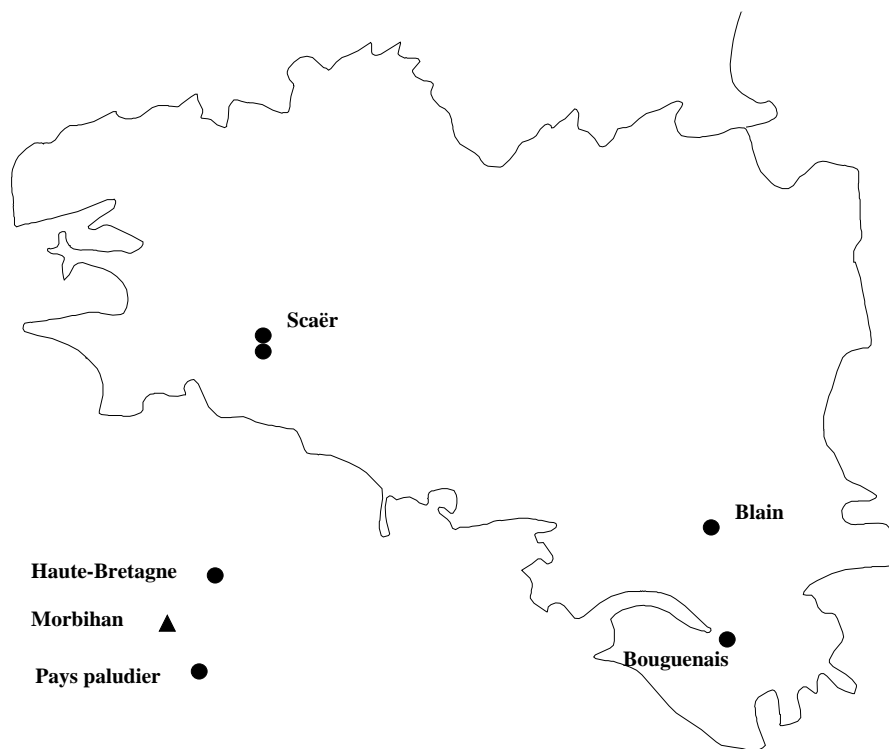 Scaër
Blain
Haute-Bretagne
Morbihan
Bouguenais
Pays paludier